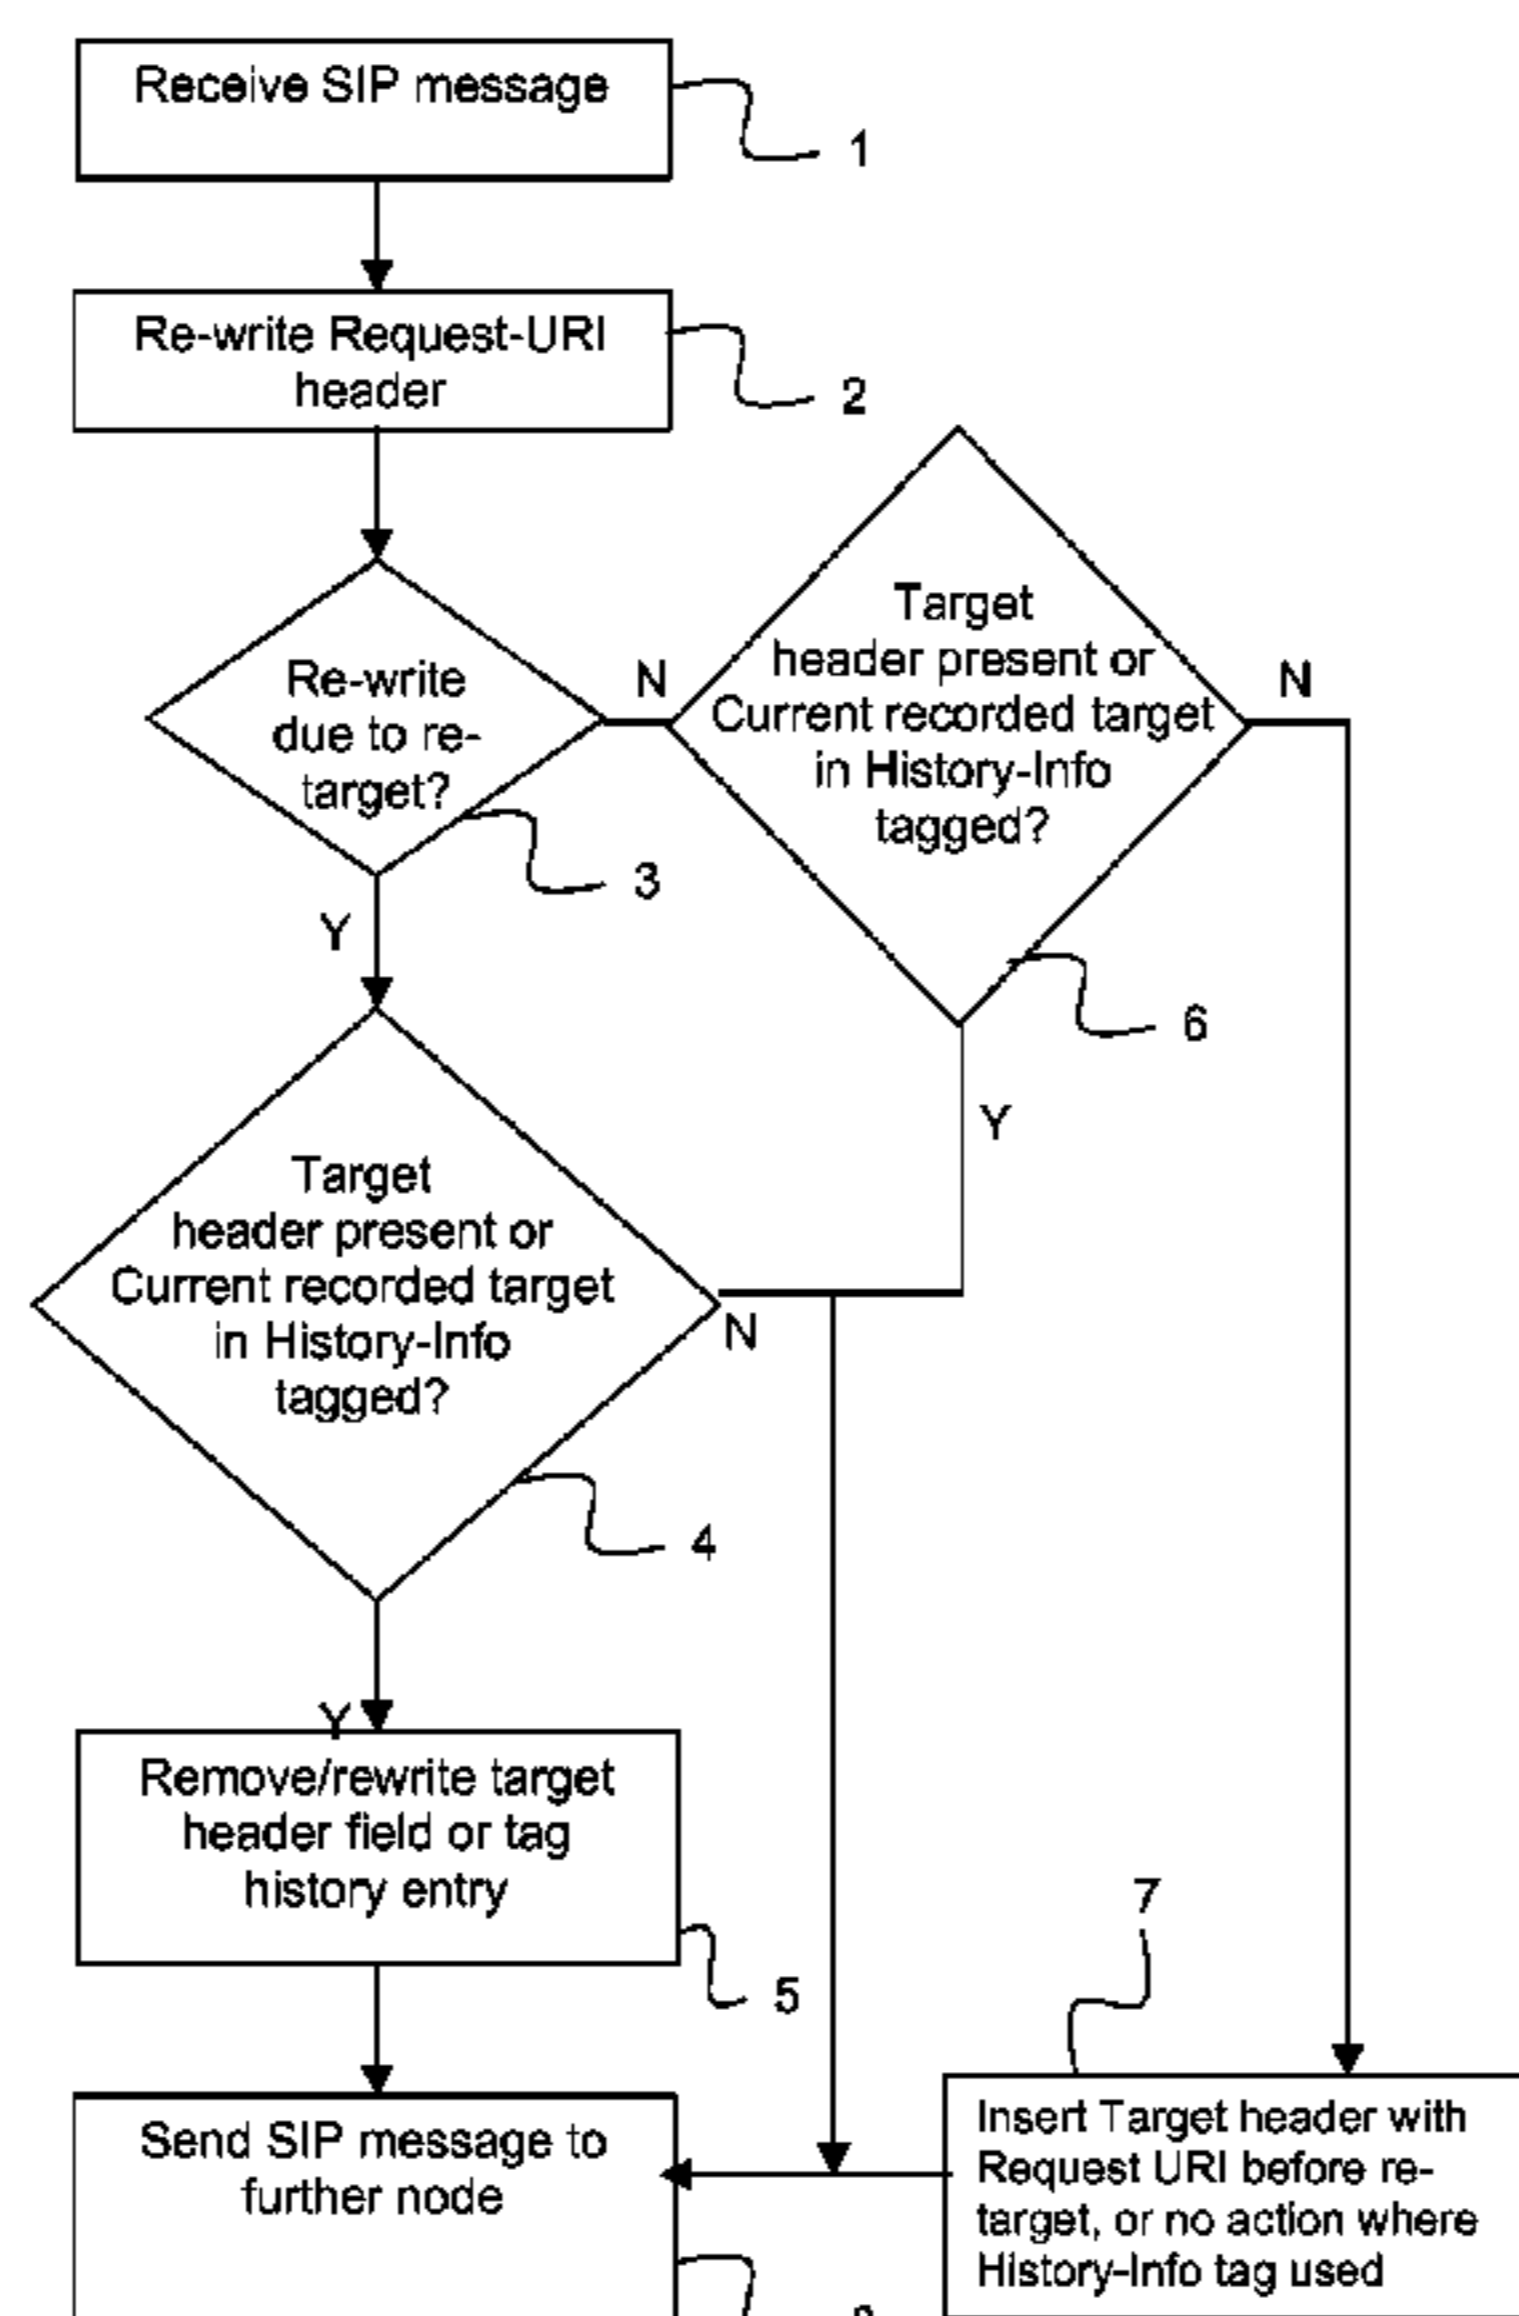 Receive SIP message
1
Re-write Request-URI
header
2
Re-write
due to re-
target?
N
3
Y
Target
header present or
Current recorded target
in History-Info
tagged?
N
6
Y
Target
header present or
Current recorded target
in History-Info
tagged?
N
4
Y
Remove/rewrite target
header field or tag
history entry
5
7
Send SIP message to
further node
Insert Target header with
Request URI before re-
target, or no action where
History-Info tag used